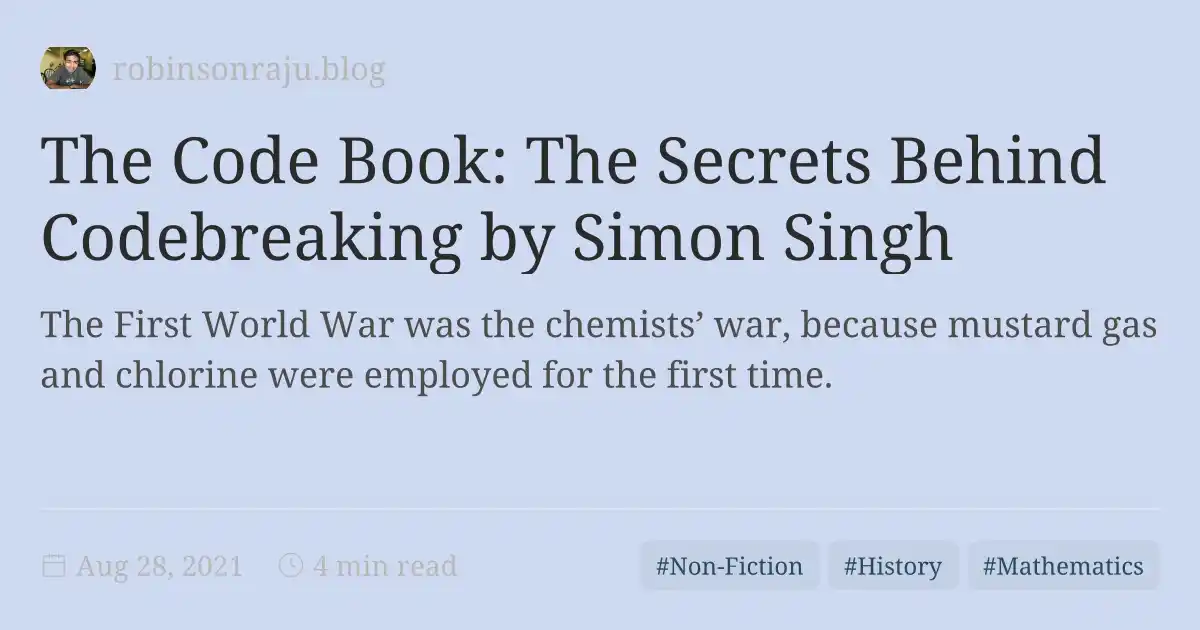 robinsonraju.blog
The Code Book: The Secrets Behind
Codebreaking by Simon Singh
The First World War was the chemists’ war, because mustard gas
and chlorine were employed for the first time.
Aug 28, 2021 4 min read #Non-Fiction #History #Mathematics